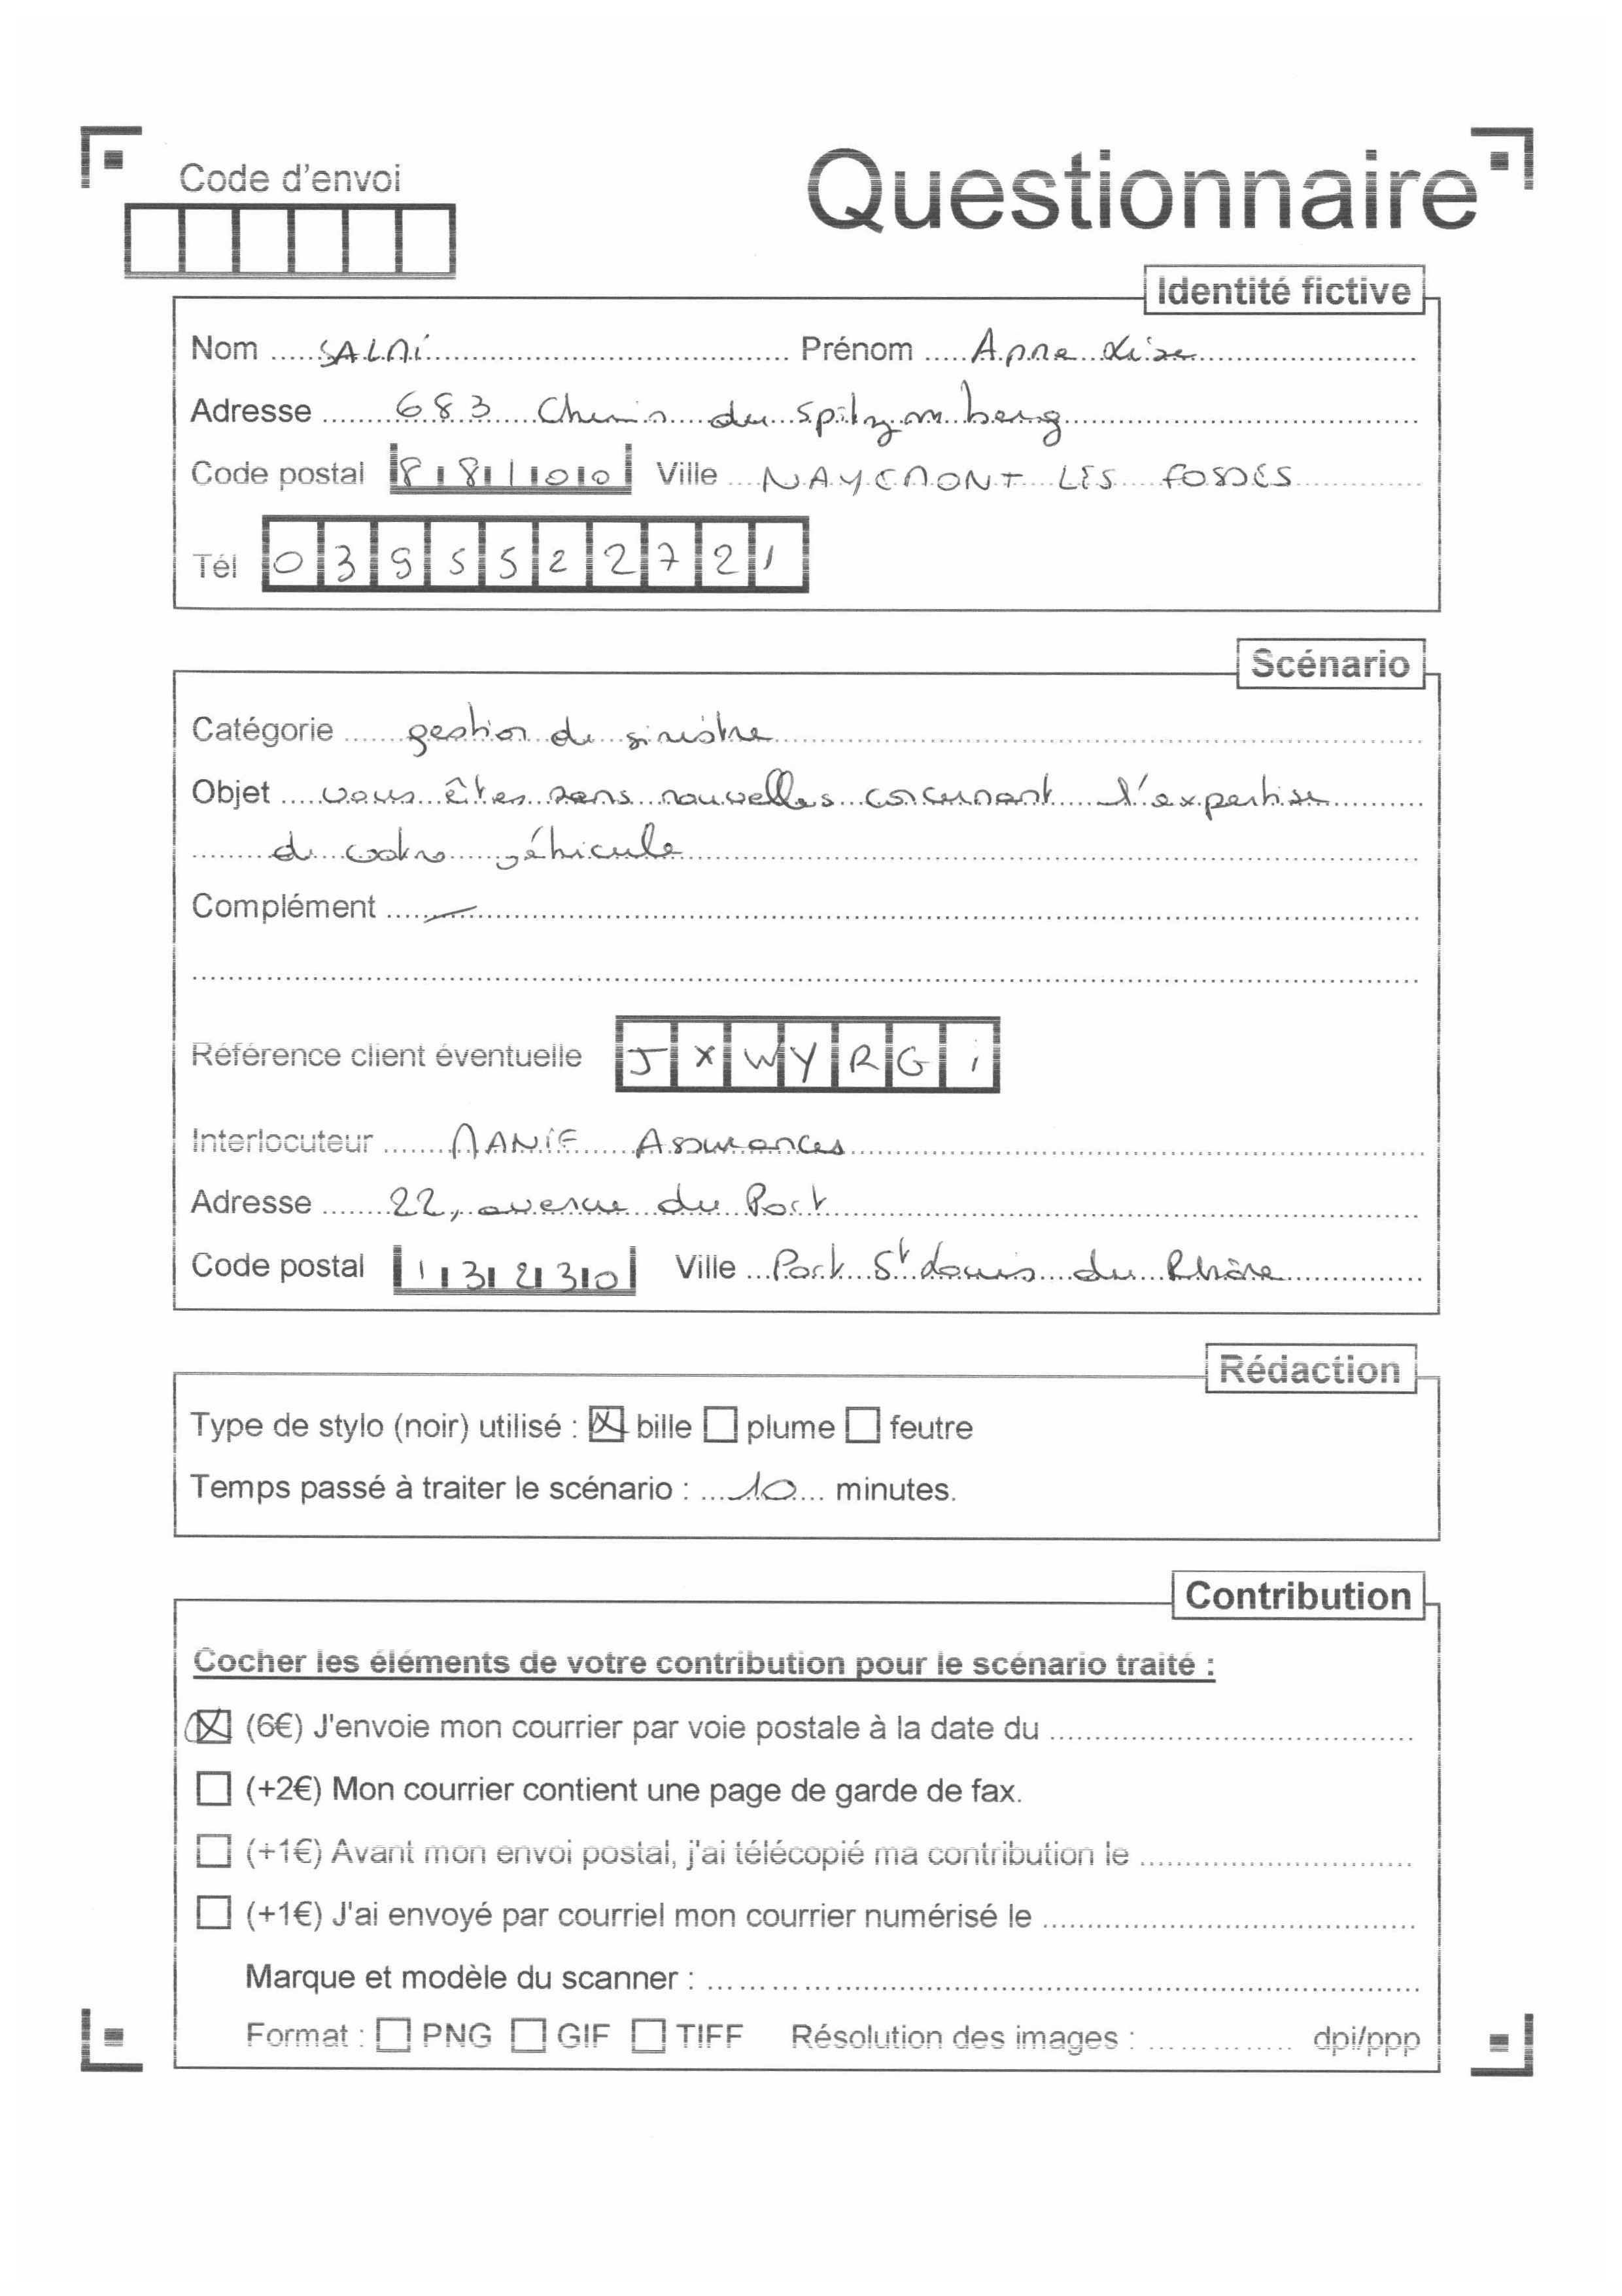 Code d'envoi
Questionnaire
Identité fictive
Nom SALMI Prénom Anne Lise
Adresse 683 Chemin du Spitzemberg
Code postal 88100 Ville NAYEMONT LES FOSSES
Tél 0395522721
Scénario
Catégorie gestion de sinistre
Objet vous êtes sans nouvelles concernant l'expertise
de votre véhicule
Complément —
Référence client éventuelle JXWYRGi
Interlocuteur MANIF Assurances
Adresse 22, avenue du Port
Code postal 13230 Ville Port St Louis du Rhône
Rédaction
Type de stylo (noir) utilisé : bille plume feutre
Temps passé à traiter le scénario : 10 minutes.
Contribution
Cocher les éléments de votre contribution pour le scénario traité :
(6€) J'envoie mon courrier par voie postale à la date du
(+2€) Mon courrier contient une page de garde de fax.
(+1€) Avant mon envoi postal, j'ai télécopié ma contribution le
(+1€) J'ai envoyé par courriel mon courrier numérisé le
Marque et modèle du scanner :
Format : PNG GIF TIFF Résolution des images : dpi/ppp